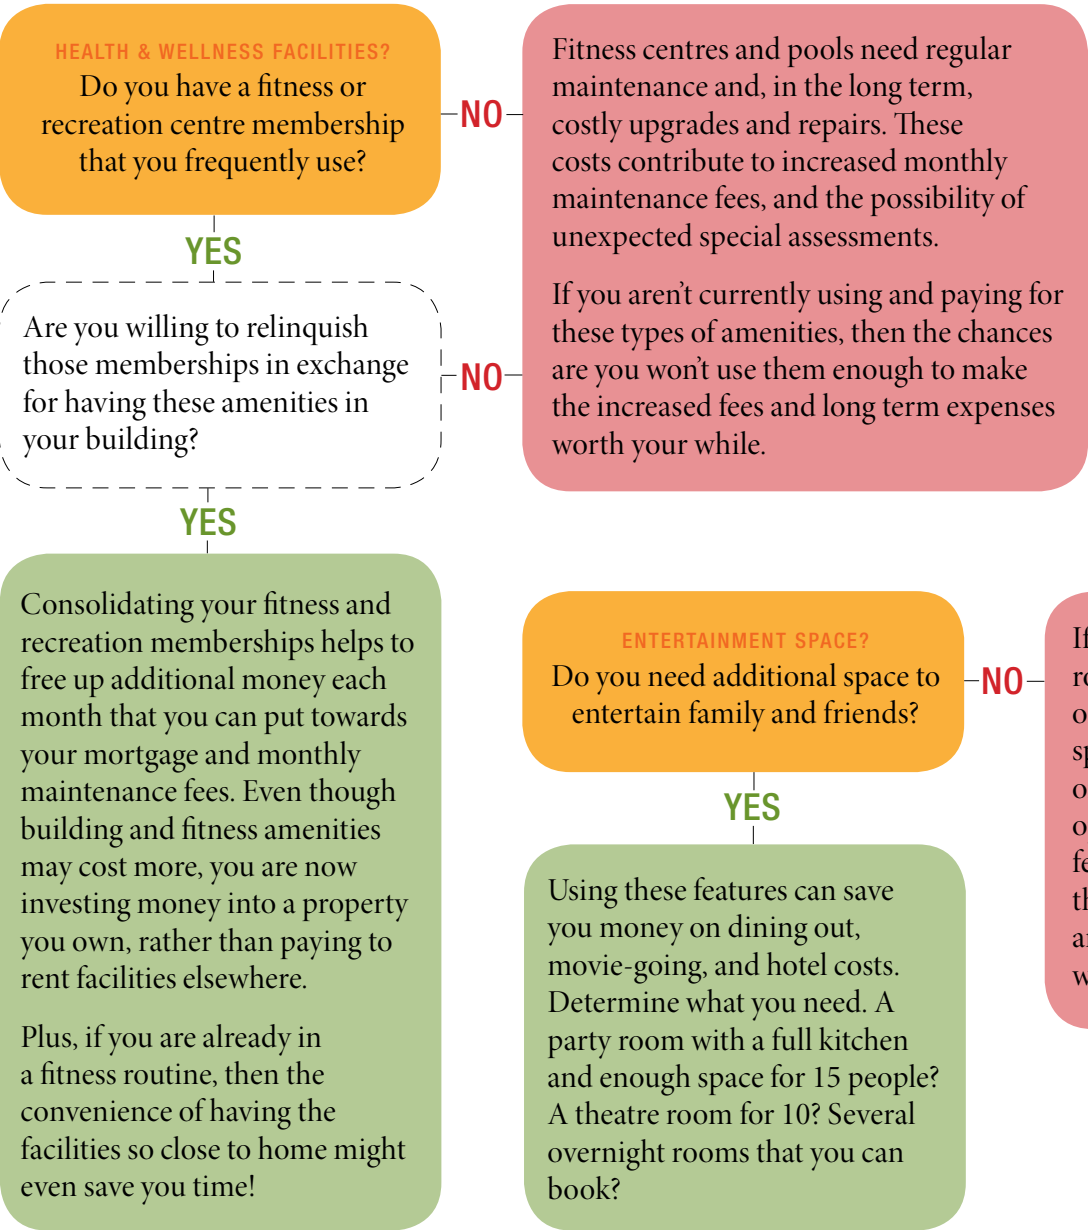 HEALTH & WELLNESS FACILITIES?
Do you have a fitness or
recreation centre membership
that you frequently use?
NO
Fitness centres and pools need regular
maintenance and, in the long term,
costly upgrades and repairs. These
costs contribute to increased monthly
maintenance fees, and the possibility of
unexpected special assessments.
If you aren't currently using and paying for
these types of amenities, then the chances
are you won't use them enough to make
the increased fees and long term expenses
worth your while.
YES
Are you willing to relinquish
those memberships in exchange
for having these amenities in
your building?
NO
YES
Consolidating your fitness and
recreation memberships helps to
free up additional money each
month that you can put towards
your mortgage and monthly
maintenance fees. Even though
building and fitness amenities
may cost more, you are now
investing money into a property
you own, rather than paying to
rent facilities elsewhere.
Plus, if you are already in
a fitness routine, then the
convenience of having the
facilities so close to home might
even save you time!
ENTERTAINMENT SPACE?
Do you need additional space to
entertain family and friends?
NO
If
YES
Using these features can save
you money on dining out,
movie-going, and hotel costs.
Determine what you need. A
party room with a full kitchen
and enough space for 15 people?
A theatre room for 10? Several
overnight rooms that you can
book?